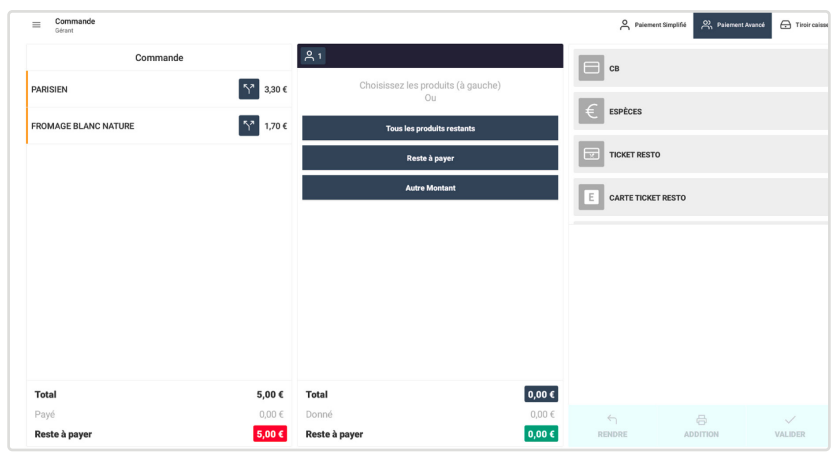 Commande
Gérant
Paiement Simplifié
Paiement Avancé
Tiroir caisse
Commande
PARISIEN
3,30 €
FROMAGE BLANC NATURE
1,70 €
Total
5,00 €
Payé
0,00 €
Reste à payer
5,00 €
1
Choisissez les produits (à gauche)
Ou
Tous les produits restants
Reste à payer
Autre Montant
Total
0,00 €
Donné
0,00 €
Reste à payer
0,00 €
CB
€
ESPÈCES
TICKET RESTO
E
CARTE TICKET RESTO
RENDRE
ADDITION
VALIDER